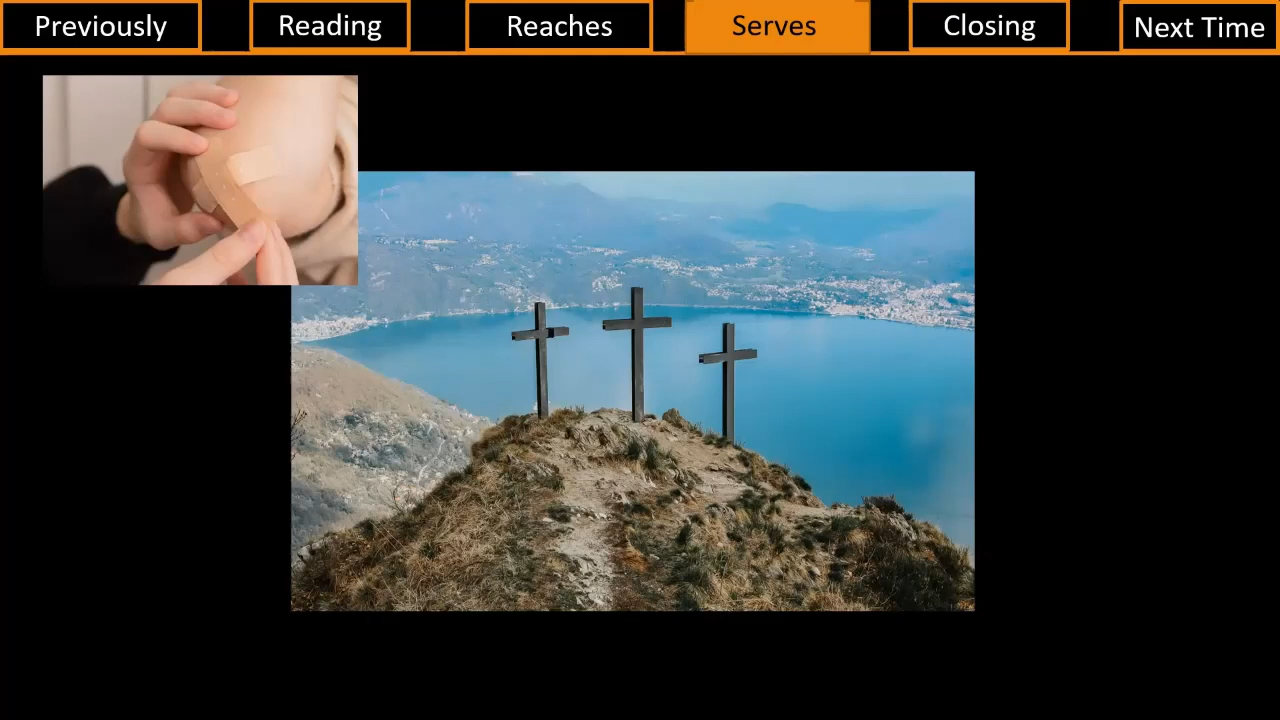 Previously
Reading
Reaches
Serves
Closing
Next Time